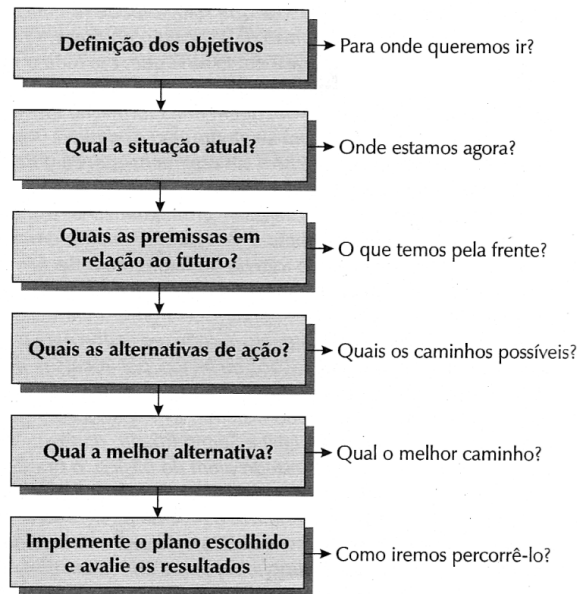 Definição dos objetivos
Para onde queremos ir?
Qual a situação atual?
Onde estamos agora?
Quais as premissas em
relação ao futuro?
O que temos pela frente?
Quais as alternativas de ação?
Quais os caminhos possíveis?
Qual a melhor alternativa?
Qual o melhor caminho?
Implemente o plano escolhido
e avalie os resultados
Como iremos percorrê-lo?